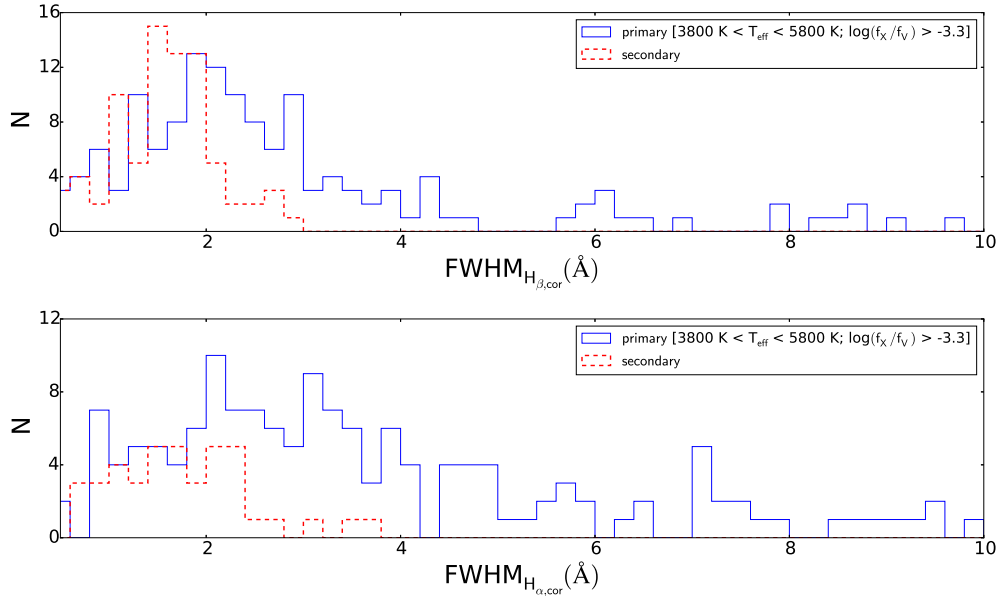 16
12
8
4
0
N
primary [3800 K < T_eff < 5800 K; log(f_X/f_V) > -3.3]
secondary
2 4 6 8 10
FWHM_Hβ,cor(Å)
12
8
4
0
N
primary [3800 K < T_eff < 5800 K; log(f_X/f_V) > -3.3]
secondary
2 4 6 8 10
FWHM_Hα,cor(Å)